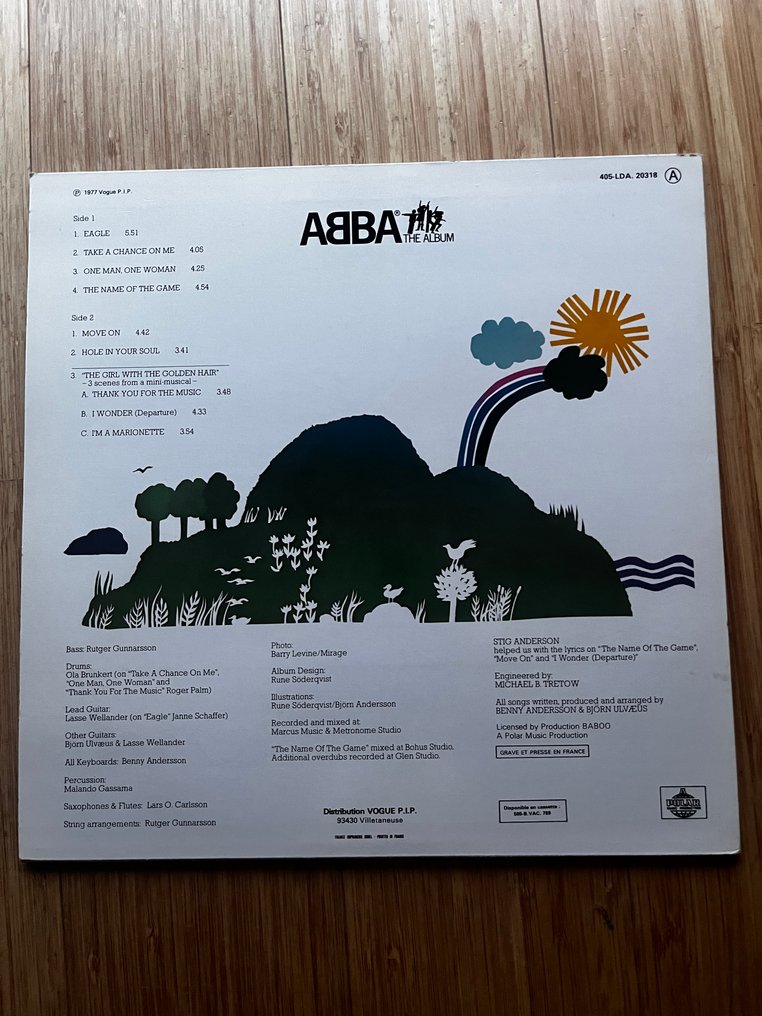 ℗ 1977 Vogue P.I.P.
405-LDA. 20318 A
ABBA®
THE ALBUM
Side 1
1. EAGLE 5.51
2. TAKE A CHANCE ON ME 4.05
3. ONE MAN, ONE WOMAN 4.25
4. THE NAME OF THE GAME 4.54
Side 2
1. MOVE ON 4.42
2. HOLE IN YOUR SOUL 3.41
3. "THE GIRL WITH THE GOLDEN HAIR"
– 3 scenes from a mini-musical –
A. THANK YOU FOR THE MUSIC 3.48
B. I WONDER (Departure) 4.33
C. I'M A MARIONETTE 3.54
Bass: Rutger Gunnarsson
Drums:
Ola Brunkert (on "Take A Chance On Me",
"One Man, One Woman" and
"Thank You For The Music" Roger Palm)
Lead Guitar:
Lasse Wellander (on "Eagle" Janne Schaffer)
Other Guitars:
Björn Ulvæus & Lasse Wellander
All Keyboards: Benny Andersson
Percussion:
Malando Gassama
Saxophones & Flutes: Lars O. Carlsson
String arrangements: Rutger Gunnarsson
Photo:
Barry Levine/Mirage
Album Design:
Rune Söderqvist
Illustrations:
Rune Söderqvist/Björn Andersson
Recorded and mixed at
Marcus Music & Metronome Studio
"The Name Of The Game" mixed at Bohus Studio.
Additional overdubs recorded at Glen Studio.
Distribution VOGUE P.I.P.
93430 Villetaneuse
STIG ANDERSON
helped us with the lyrics on "The Name Of The Game",
"Move On" and "I Wonder (Departure)"
Engineered by:
MICHAEL B. TRETOW
All songs written, produced and arranged by
BENNY ANDERSSON & BJÖRN ULVÆUS
Licensed by Production BABOO
A Polar Music Production
GRAVE ET PRESSE EN FRANCE
Disponible en cassette :
POLAR